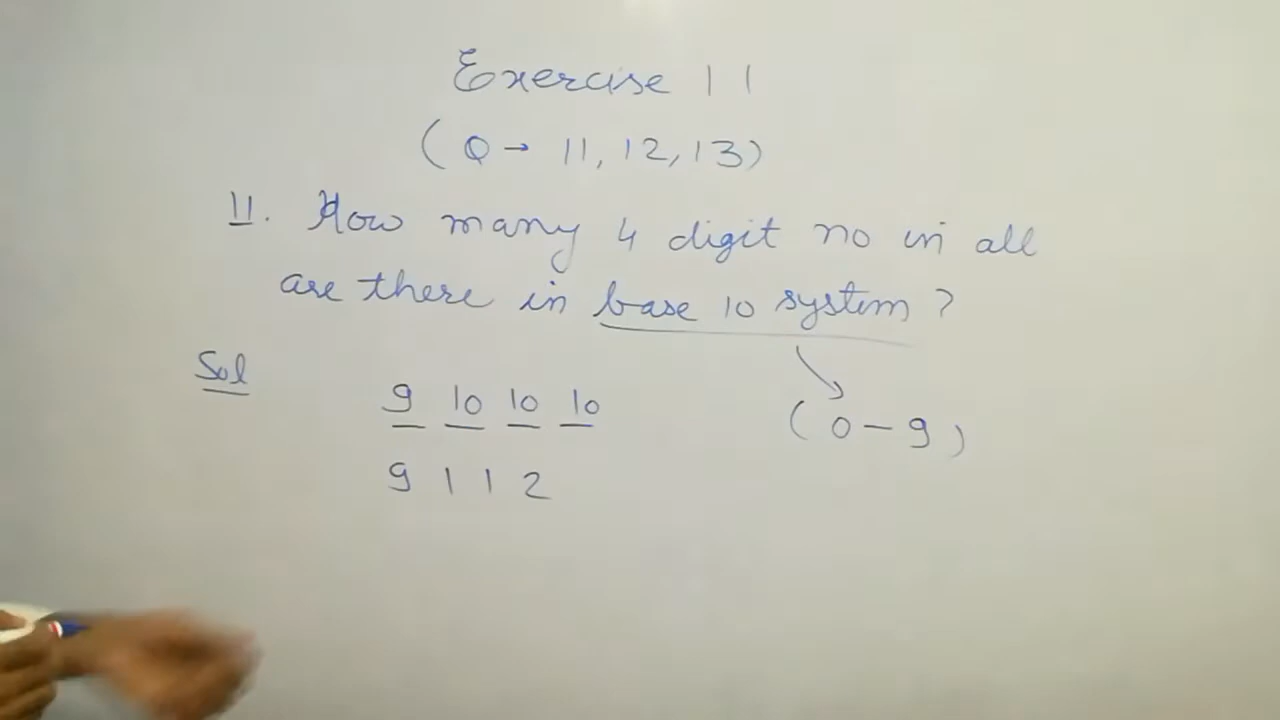 Exercise 11
(Q → 11, 12, 13)
11. How many 4 digit no in all
are there in base 10 system?
Sol
9 10 10 10
(0 - 9)
9 1 1 2